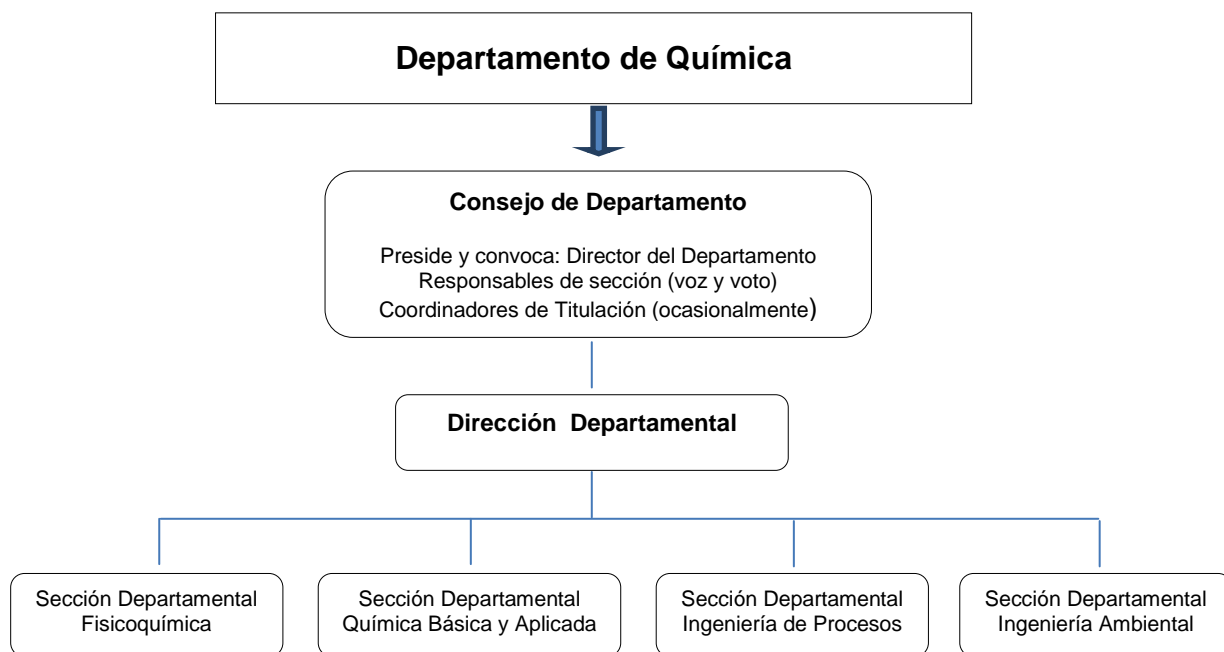 Departamento de Química
Consejo de Departamento
Preside y convoca: Director del Departamento
Responsables de sección (voz y voto)
Coordinadores de Titulación (ocasionalmente)
Dirección Departamental
Sección Departamental
Fisicoquímica
Sección Departamental
Química Básica y Aplicada
Sección Departamental
Ingeniería de Procesos
Sección Departamental
Ingeniería Ambiental